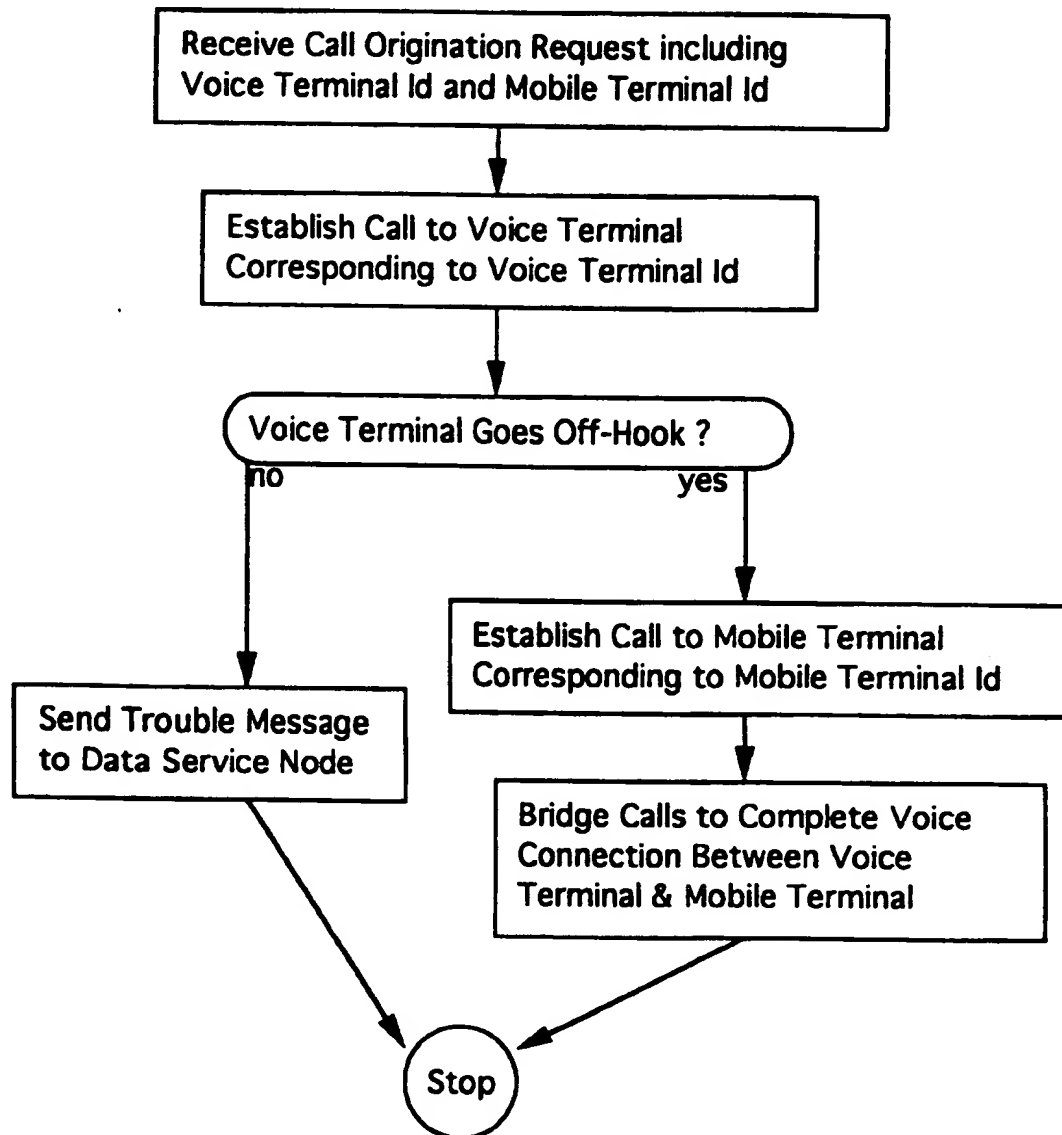 Receive Call Origination Request including
Voice Terminal Id and Mobile Terminal Id
Establish Call to Voice Terminal
Corresponding to Voice Terminal Id
Voice Terminal Goes Off-Hook ?
no
yes
Establish Call to Mobile Terminal
Corresponding to Mobile Terminal Id
Send Trouble Message
to Data Service Node
Bridge Calls to Complete Voice
Connection Between Voice
Terminal & Mobile Terminal
Stop